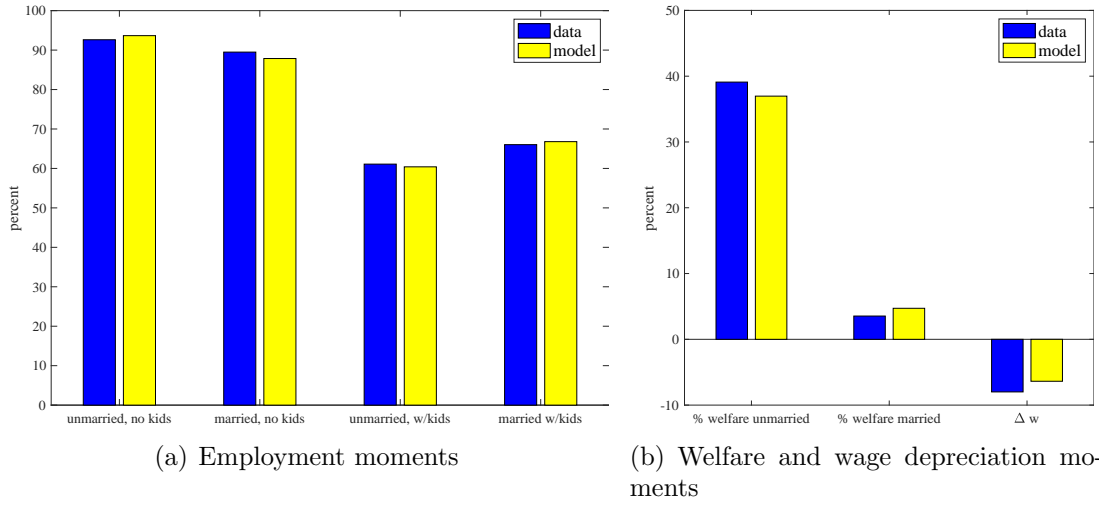 100
90
80
70
60
50
40
30
20
10
0
percent
data
model
unmarried, no kids
married, no kids
unmarried, w/kids
married w/kids
(a) Employment moments
50
40
30
20
10
0
-10
percent
data
model
% welfare unmarried
% welfare married
Δ w
(b) Welfare and wage depreciation mo-
ments